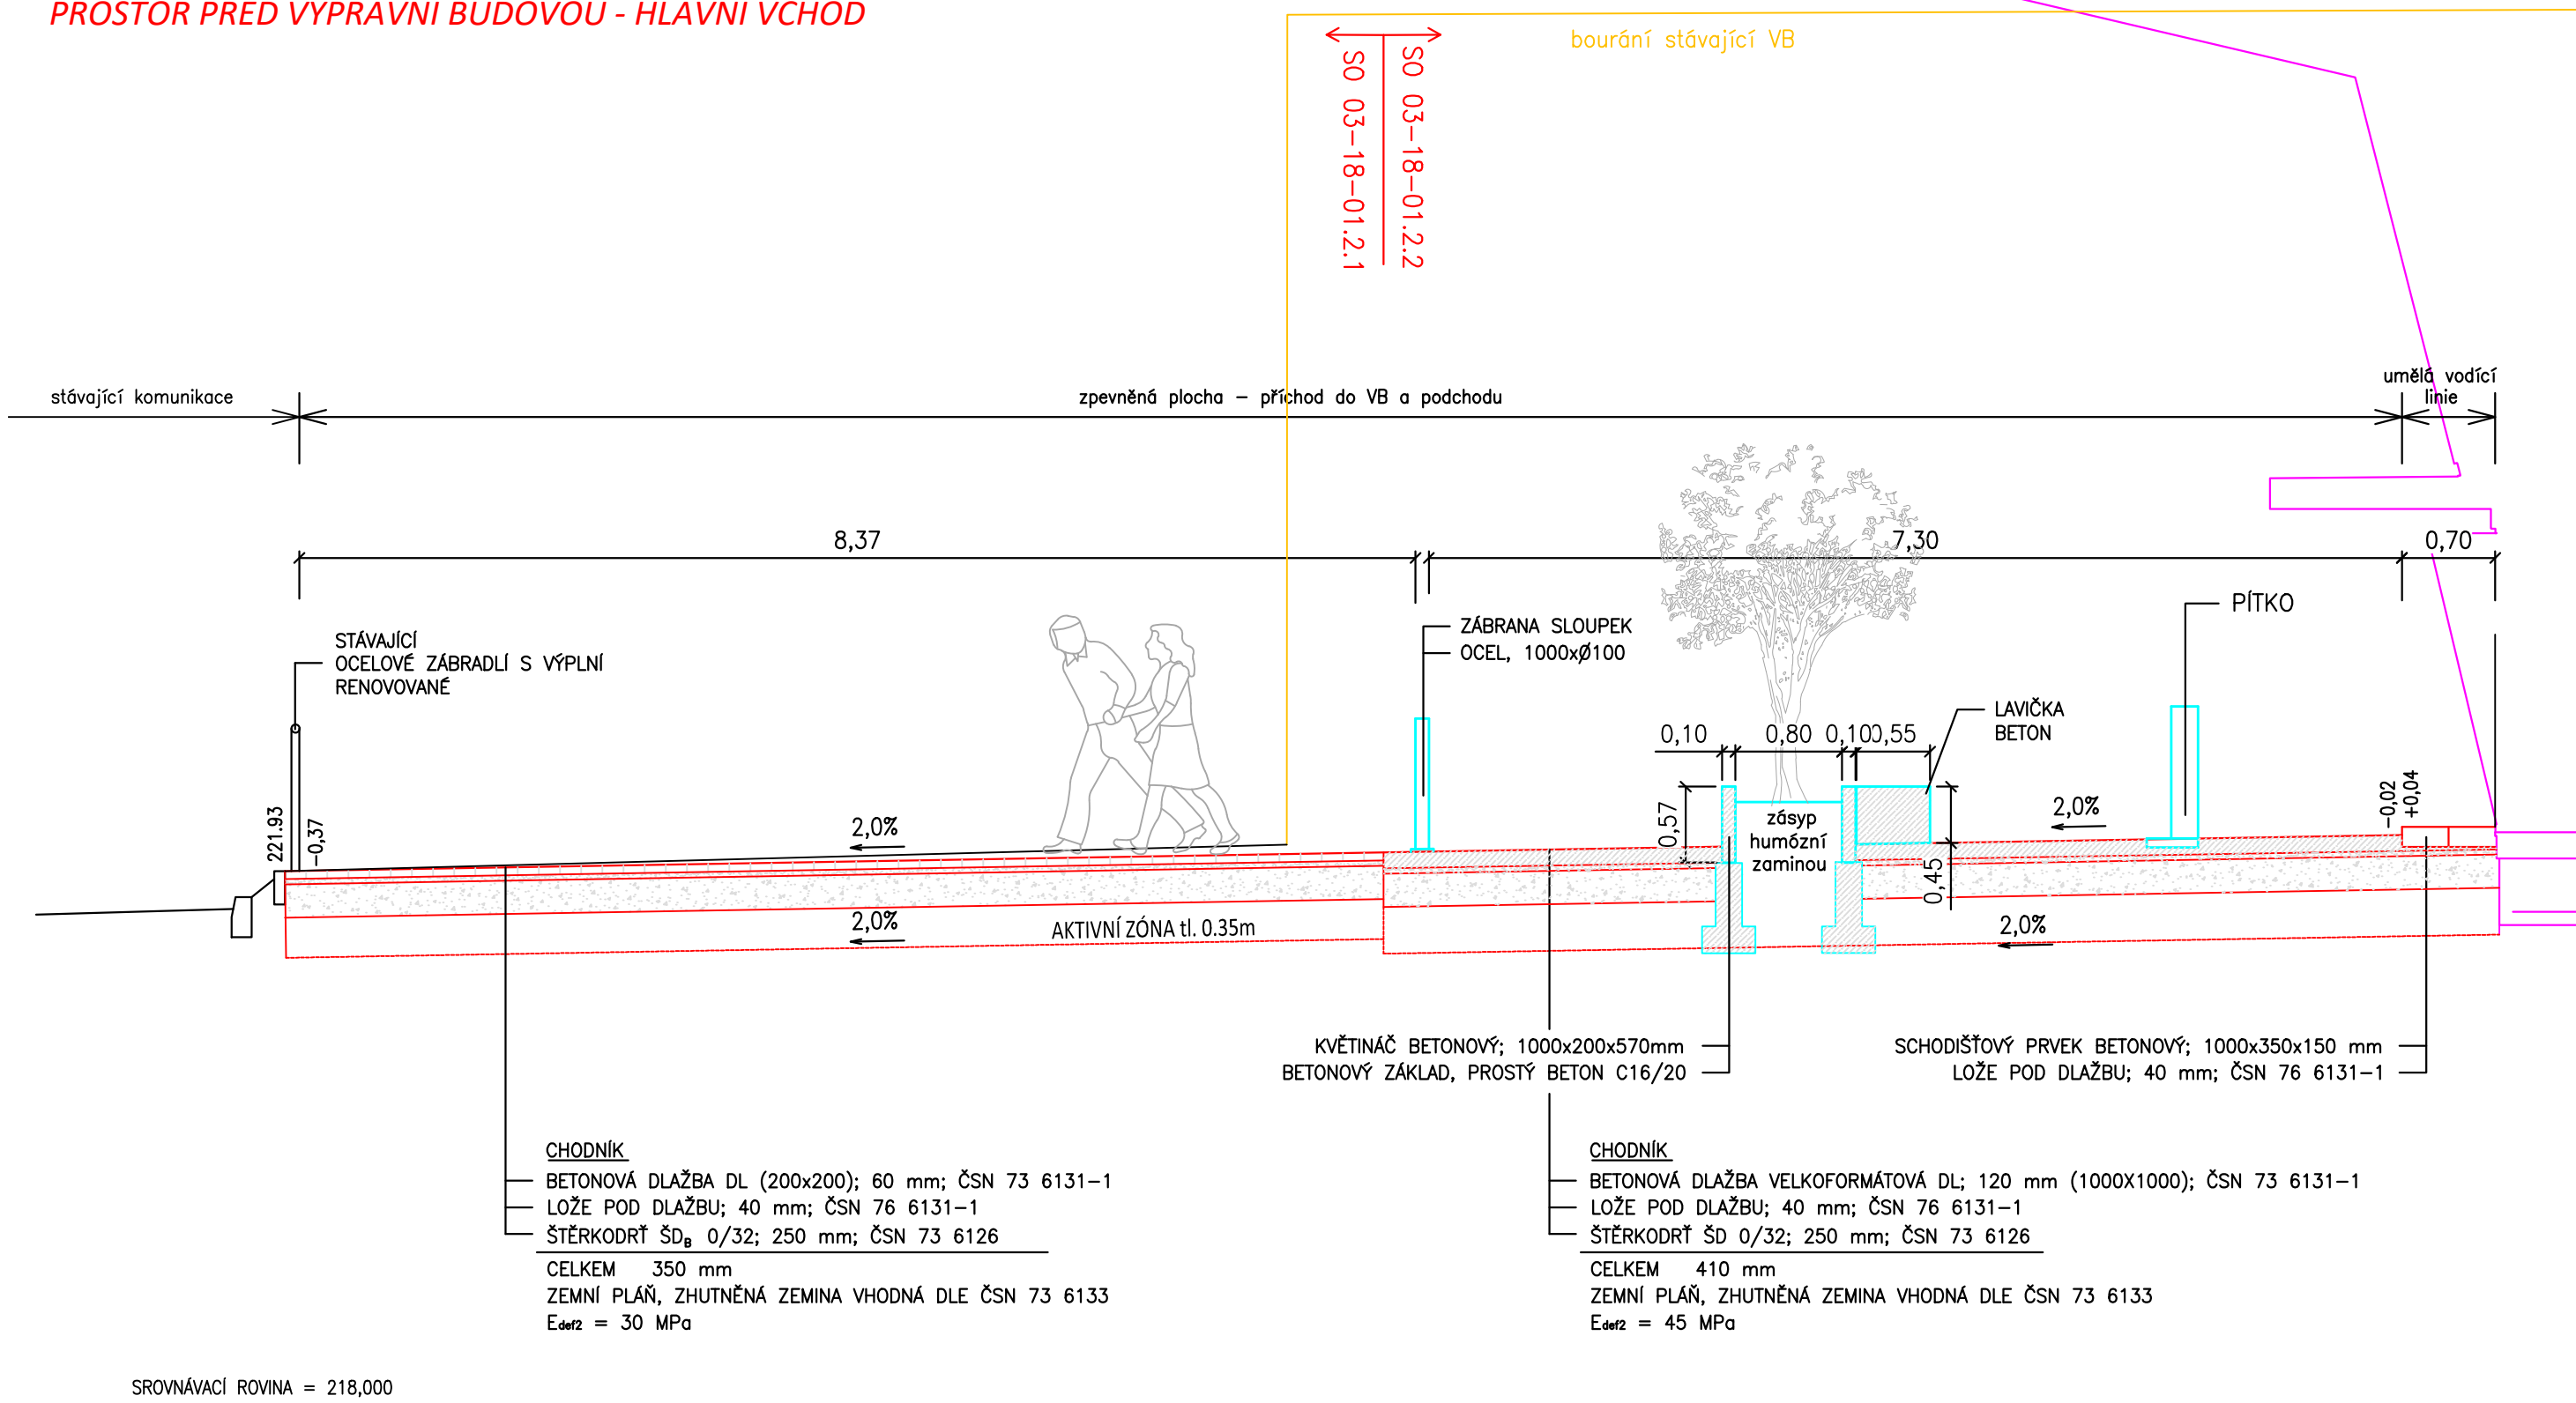 PROSTOR PŘED VÝPRAVNÍ BUDOVOU - HLAVNÍ VCHOD
bourání stávající VB
SO 03-18-01.2.1
SO 03-18-01.2.2
stávající komunikace
zpevněná plocha - příchod do VB a podchodu
umělá vodící
linie
8,37
7,30
0,70
PÍTKO
STÁVAJÍCÍ
OCELOVÉ ZÁBRADLÍ S VÝPLNÍ
RENOVOVANÉ
ZÁBRANA SLOUPEK
OCEL, 1000xØ100
LAVIČKA
BETON
0,10
0,80
0,10
0,55
0,57
0,45
zásyp
humózní
zaminou
221.93
-0,37
2,0%
2,0%
-0,02
+0,04
2,0%
AKTIVNÍ ZÓNA tl. 0.35m
2,0%
KVĚTINÁČ BETONOVÝ; 1000x200x570mm
BETONOVÝ ZÁKLAD, PROSTÝ BETON C16/20
SCHODIŠŤOVÝ PRVEK BETONOVÝ; 1000x350x150 mm
LOŽE POD DLAŽBU; 40 mm; ČSN 76 6131-1
CHODNÍK
BETONOVÁ DLAŽBA DL (200x200); 60 mm; ČSN 73 6131-1
LOŽE POD DLAŽBU; 40 mm; ČSN 76 6131-1
ŠTĚRKODRŤ ŠDB 0/32; 250 mm; ČSN 73 6126
CELKEM 350 mm
ZEMNÍ PLÁŇ, ZHUTNĚNÁ ZEMINA VHODNÁ DLE ČSN 73 6133
Edef2 = 30 MPa
CHODNÍK
BETONOVÁ DLAŽBA VELKOFORMÁTOVÁ DL; 120 mm (1000X1000); ČSN 73 6131-1
LOŽE POD DLAŽBU; 40 mm; ČSN 76 6131-1
ŠTĚRKODRŤ ŠD 0/32; 250 mm; ČSN 73 6126
CELKEM 410 mm
ZEMNÍ PLÁŇ, ZHUTNĚNÁ ZEMINA VHODNÁ DLE ČSN 73 6133
Edef2 = 45 MPa
SROVNÁVACÍ ROVINA = 218,000